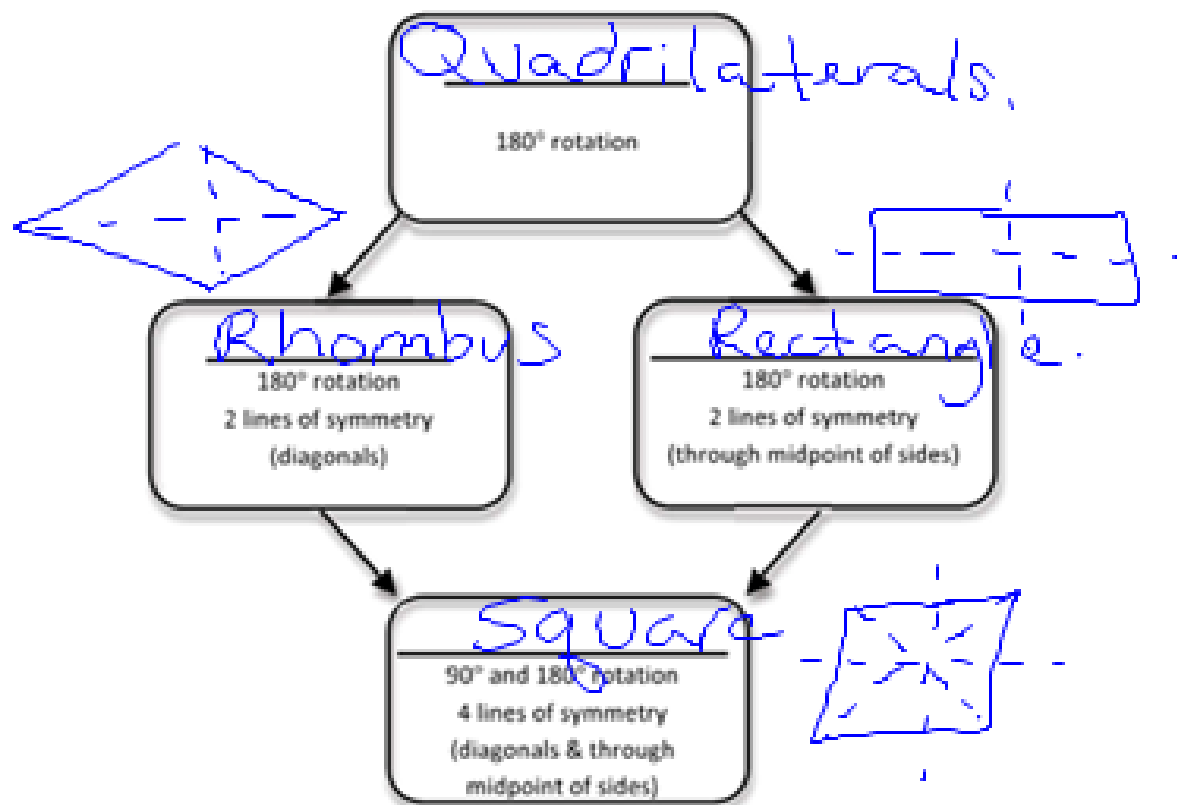 Quadrilaterals.
180° rotation
Rhombus
180° rotation
2 lines of symmetry
(diagonals)
Rectangle.
180° rotation
2 lines of symmetry
(through midpoint of sides)
Square
90° and 180° rotation
4 lines of symmetry
(diagonals & through
midpoint of sides)